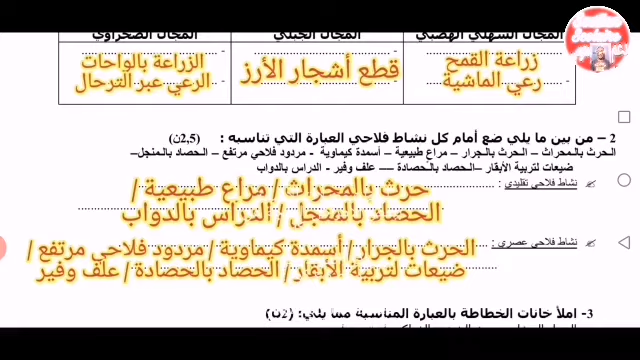 المجال السهلي الهضبي
المجال الجبلي
المجال الصحراوي
زراعة القمح
رعي الماشية
قطع أشجار الأرز
الزراعة بالواحات
الرعي عبر الترحال
2 – من بين ما يلي ضع أمام كل نشاط فلاحي العبارة التي تناسبه : (2,5ن)
الحرث بالمحراث – الحرث بالجرار – مراع طبيعية – أسمدة كيماوية - مردود فلاحي مرتفع – الحصاد بالمنجل–
ضيعات لتربية الأبقار –الحصاد بالحصادة –– علف وفير - الدراس بالدواب
نشاط فلاحي تقليدي :
حرث بالمحراث/ مراع طبيعية /
الحصاد بالمنجل/ الدراس بالدواب
نشاط فلاحي عصري :
الحرث بالجرار/ أسمدة كيماوية/ مردود فلاحي مرتفع/
ضيعات لتربية الأبقار/ الحصاد بالحصادة/ علف وفير
3- املأ خانات الخطاطة بالعبارة المناسبة مما يلي: (2ن)